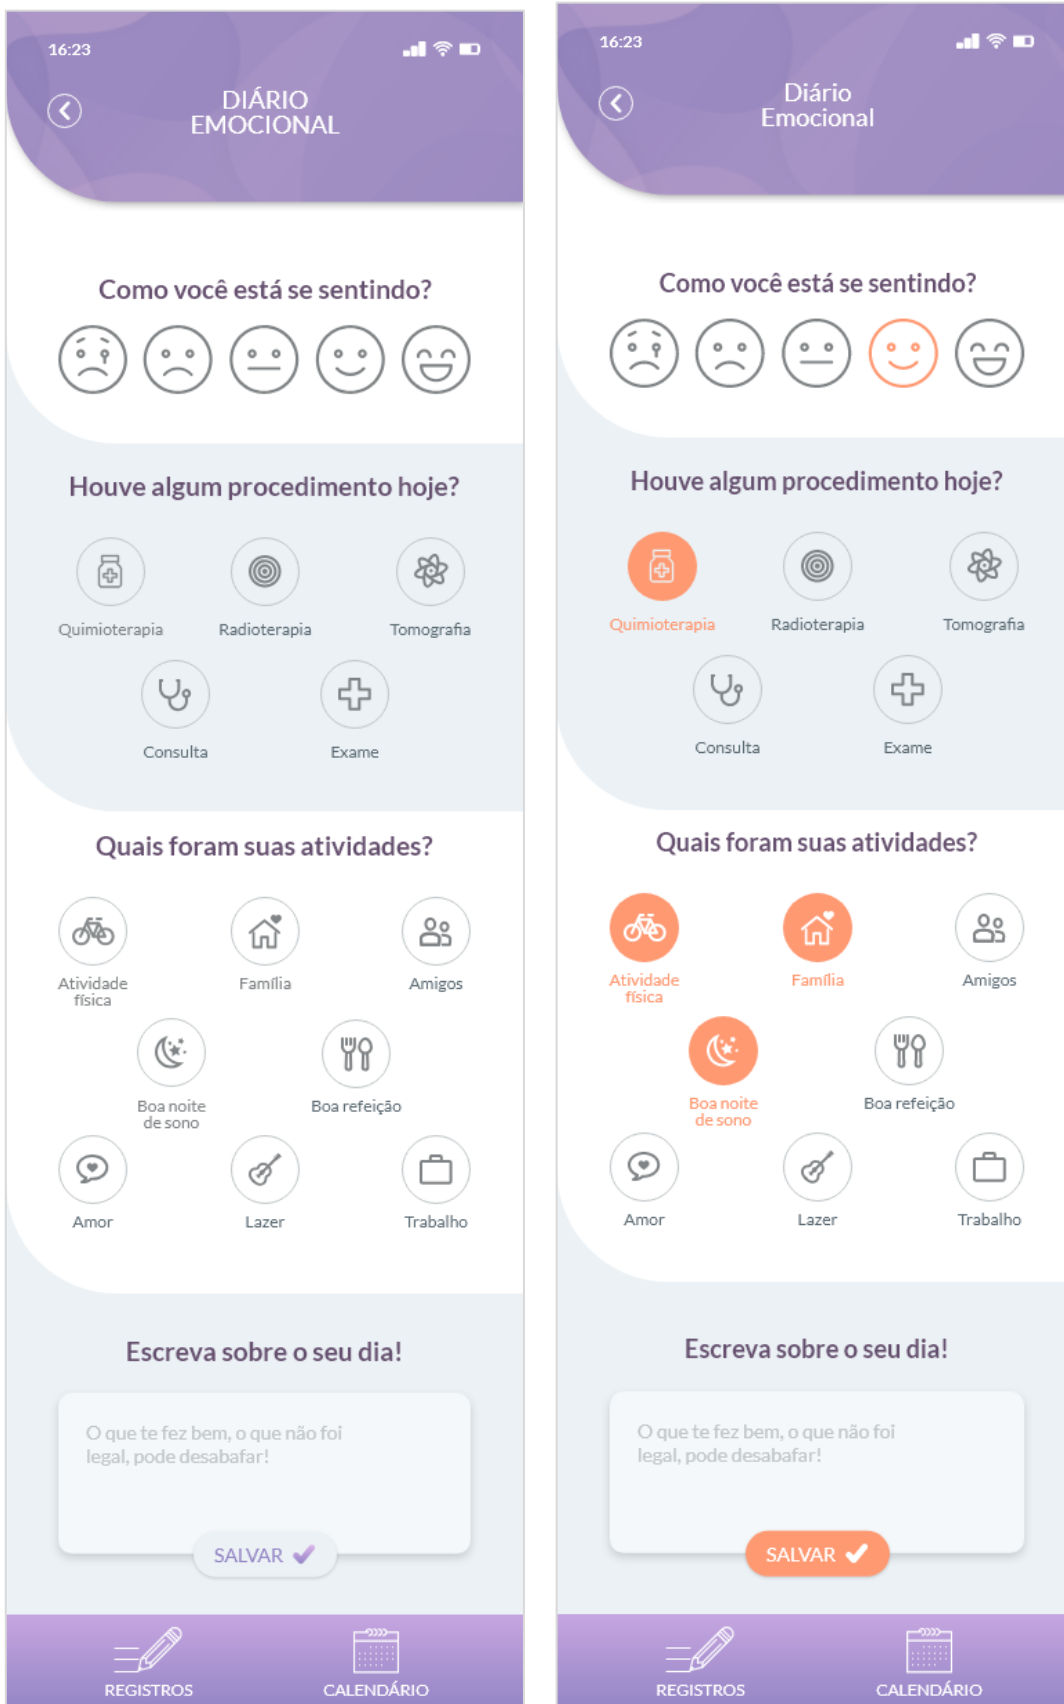 16:23
DIÁRIO
EMOCIONAL
Como você está se sentindo?
Houve algum procedimento hoje?
Quimioterapia
Radioterapia
Tomografia
Consulta
Exame
Quais foram suas atividades?
Atividade
física
Família
Amigos
Boa noite
de sono
Boa refeição
Amor
Lazer
Trabalho
Escreva sobre o seu dia!
O que te fez bem, o que não foi
legal, pode desabafar!
SALVAR
REGISTROS
CALENDÁRIO
16:23
Diário
Emocional
Como você está se sentindo?
Houve algum procedimento hoje?
Quimioterapia
Radioterapia
Tomografia
Consulta
Exame
Quais foram suas atividades?
Atividade
física
Família
Amigos
Boa noite
de sono
Boa refeição
Amor
Lazer
Trabalho
Escreva sobre o seu dia!
O que te fez bem, o que não foi
legal, pode desabafar!
SALVAR
REGISTROS
CALENDÁRIO